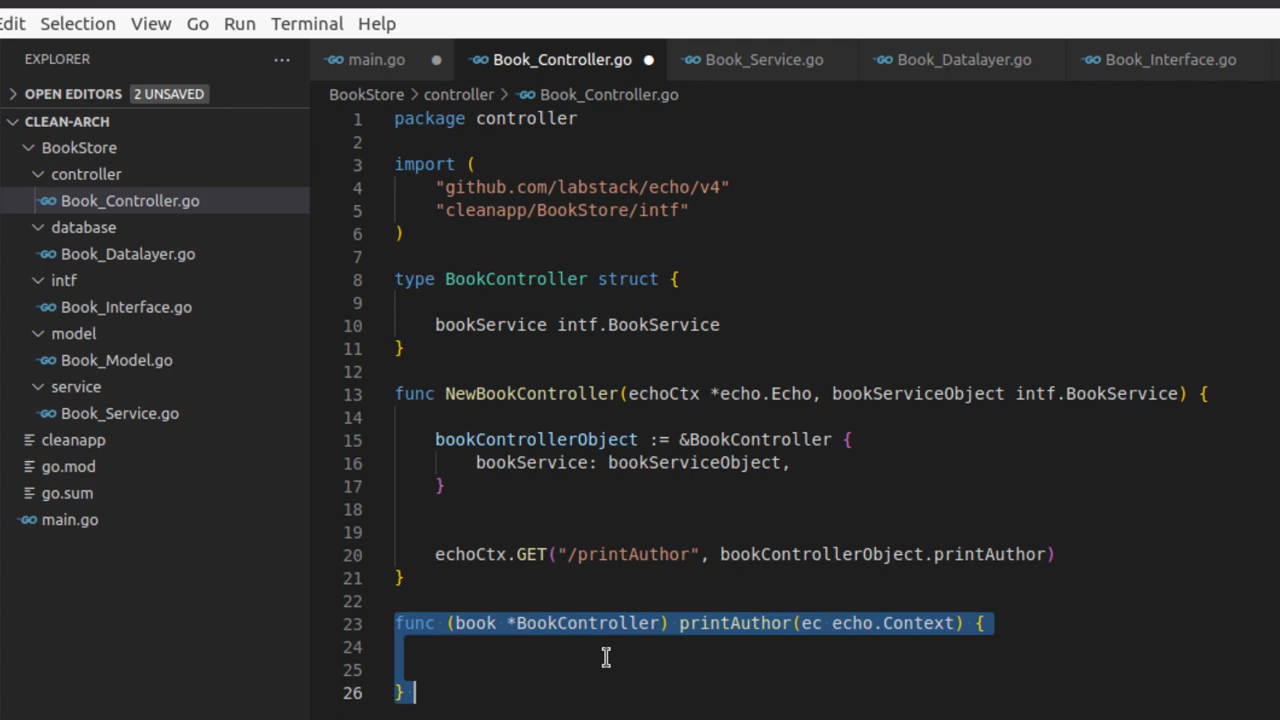 Edit Selection View Go Run Terminal Help
EXPLORER ...
main.go Book_Controller.go Book_Service.go Book_Datalayer.go Book_Interface.go
OPEN EDITORS 2 UNSAVED
BookStore > controller > Book_Controller.go
CLEAN-ARCH
BookStore
controller
Book_Controller.go
database
Book_Datalayer.go
intf
Book_Interface.go
model
Book_Model.go
service
Book_Service.go
cleanapp
go.mod
go.sum
main.go
1 package controller
2
3 import (
4 "github.com/labstack/echo/v4"
5 "cleanapp/BookStore/intf"
6 )
7
8 type BookController struct {
9
10 bookService intf.BookService
11 }
12
13 func NewBookController(echoCtx *echo.Echo, bookServiceObject intf.BookService) {
14
15 bookControllerObject := &BookController {
16 bookService: bookServiceObject,
17 }
18
19
20 echoCtx.GET("/printAuthor", bookControllerObject.printAuthor)
21 }
22
23 func (book *BookController) printAuthor(ec echo.Context) {
24
25
26 }